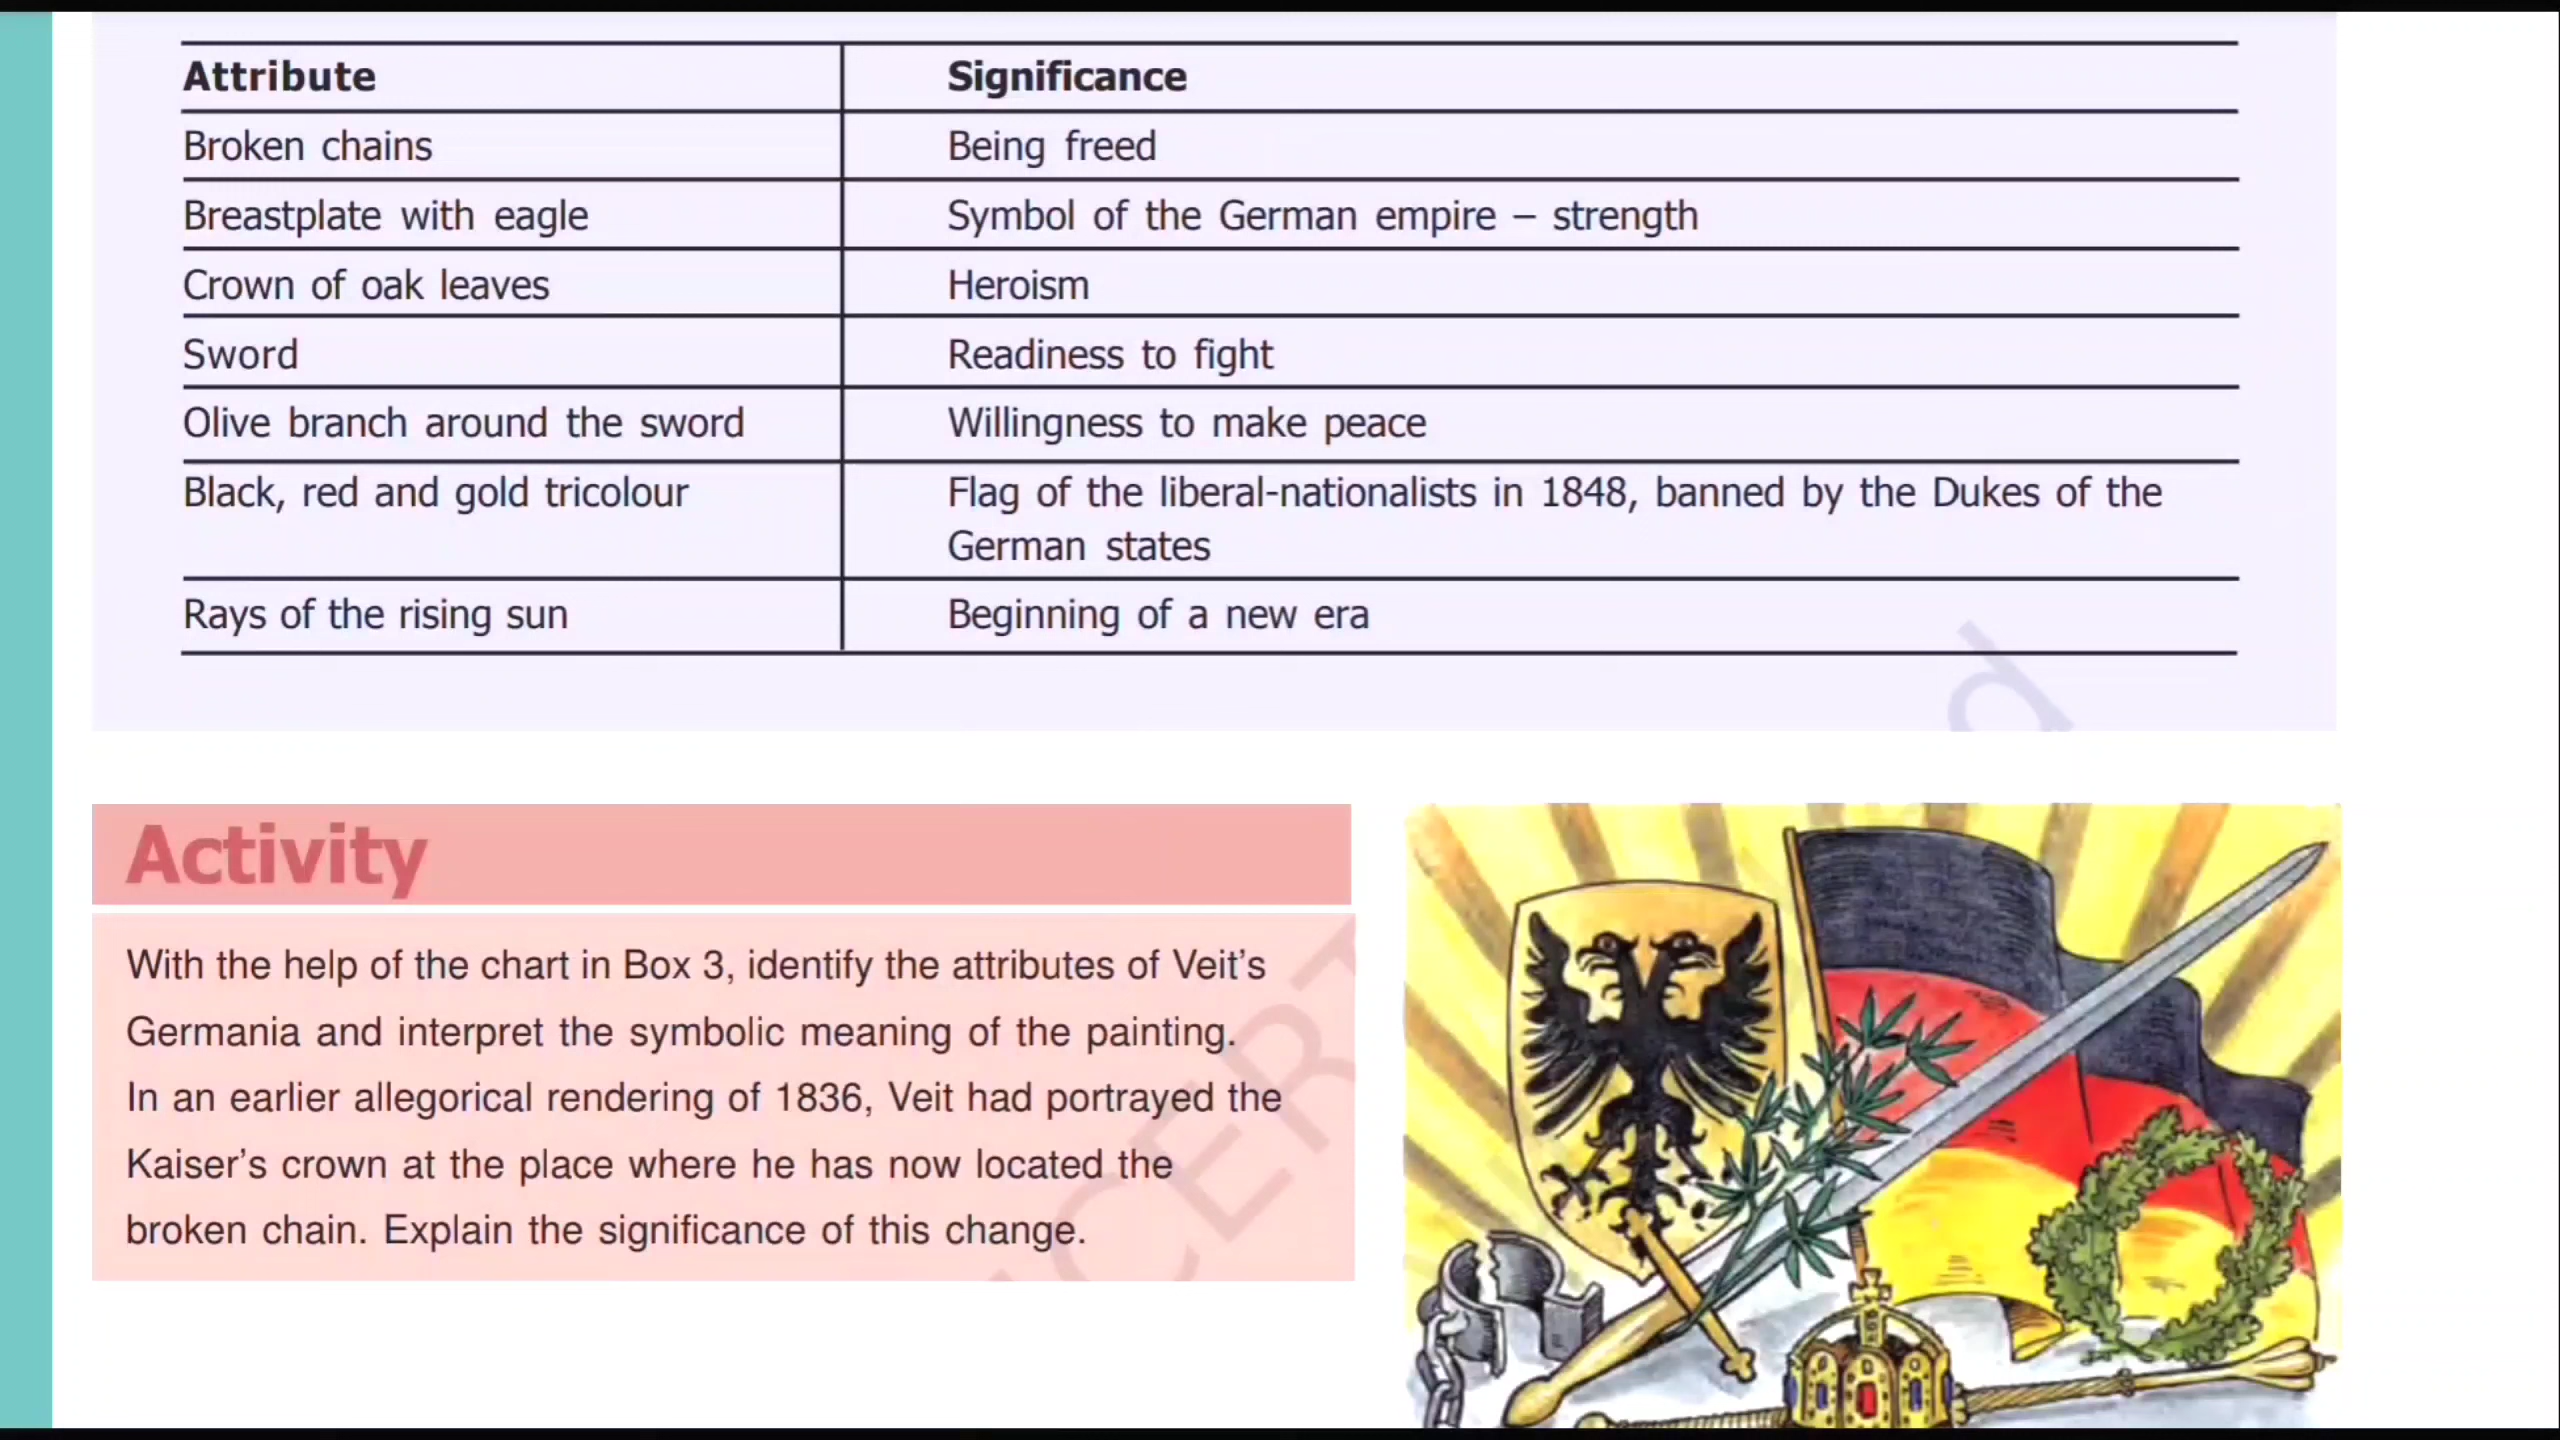 Attribute Significance
Broken chains Being freed
Breastplate with eagle Symbol of the German empire – strength
Crown of oak leaves Heroism
Sword Readiness to fight
Olive branch around the sword Willingness to make peace
Black, red and gold tricolour Flag of the liberal-nationalists in 1848, banned by the Dukes of the
German states
Rays of the rising sun Beginning of a new era
Activity
With the help of the chart in Box 3, identify the attributes of Veit’s
Germania and interpret the symbolic meaning of the painting.
In an earlier allegorical rendering of 1836, Veit had portrayed the
Kaiser’s crown at the place where he has now located the
broken chain. Explain the significance of this change.